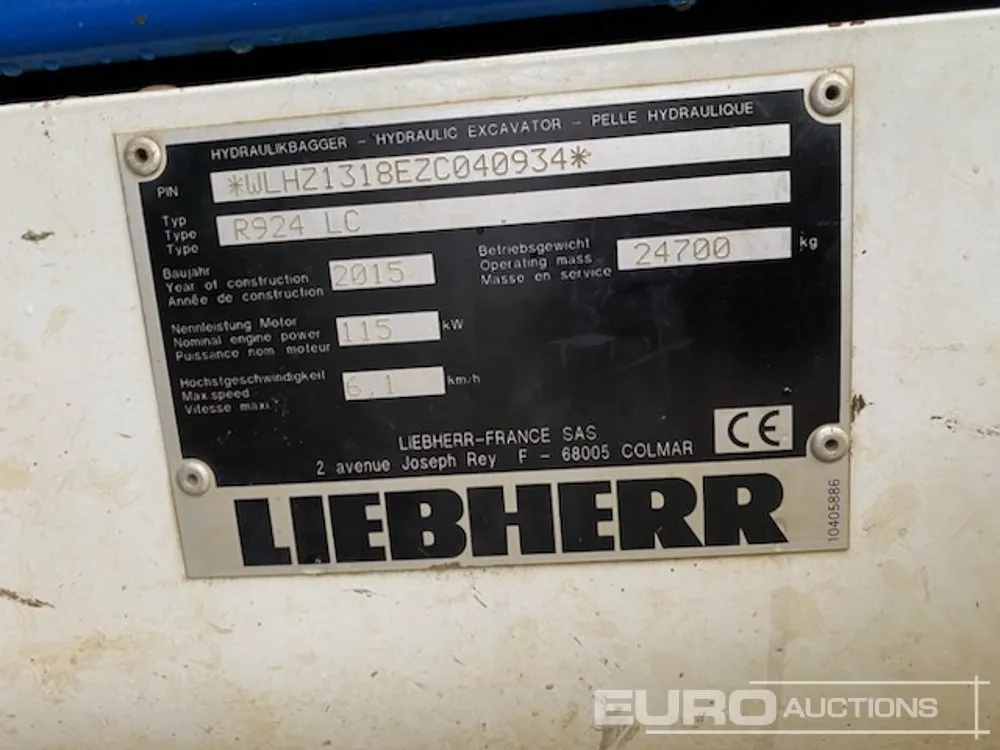 HYDRAULIKBAGGER - HYDRAULIC EXCAVATOR - PELLE HYDRAULIQUE
PIN *WLHZ1318EZC040934*
Typ
Type
Type
R924 LC
Baujahr
Year of construction
Année de construction
2015
Betriebsgewicht
Operating mass
Masse en service
24700 kg
Nennleistung Motor
Nominal engine power
Puissance nom moteur
115 kW
Hochstgeschwindigkeit
Max.speed
Vitesse maxi
6,1 km/h
LIEBHERR-FRANCE SAS
2 avenue Joseph Rey F - 68005 COLMAR
CE
LIEBHERR
10405886
EURO AUCTIONS